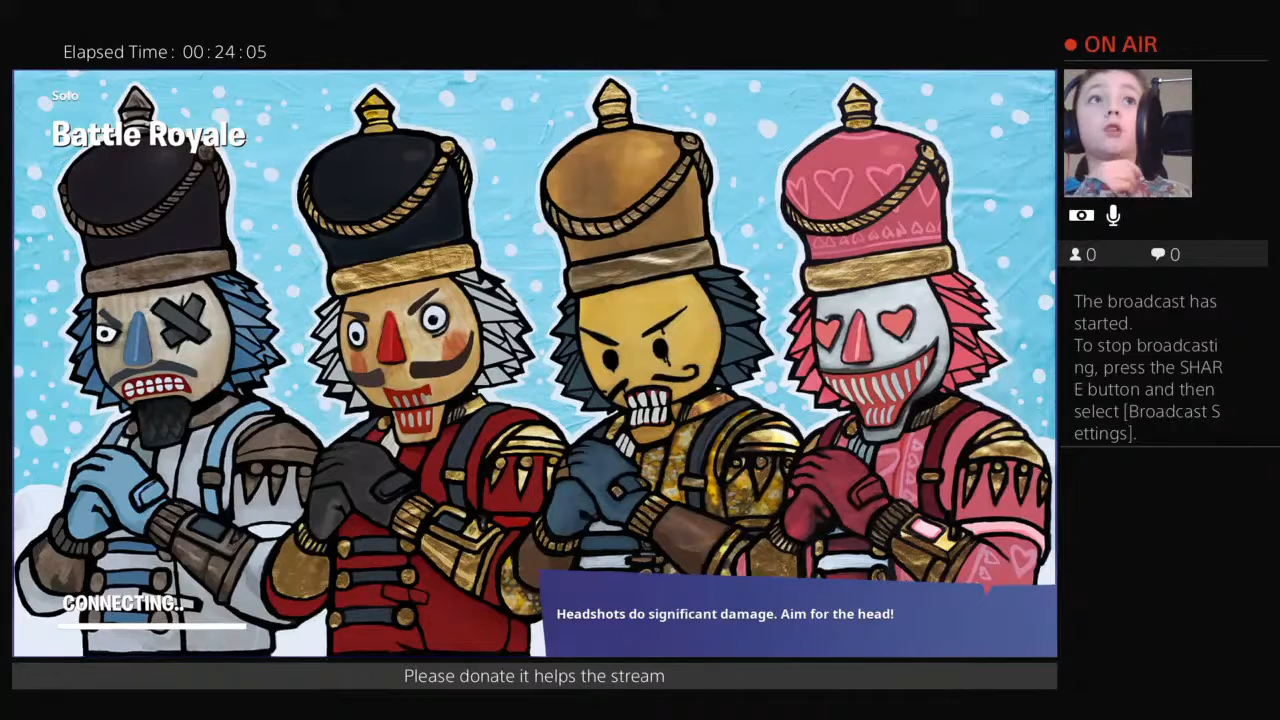 Elapsed Time: 00:24:05
ON AIR
Solo
Battle Royale
0
0
The broadcast has
started.
To stop broadcasti
ng, press the SHAR
E button and then
select [Broadcast S
ettings].
CONNECTING..
Headshots do significant damage. Aim for the head!
Please donate it helps the stream